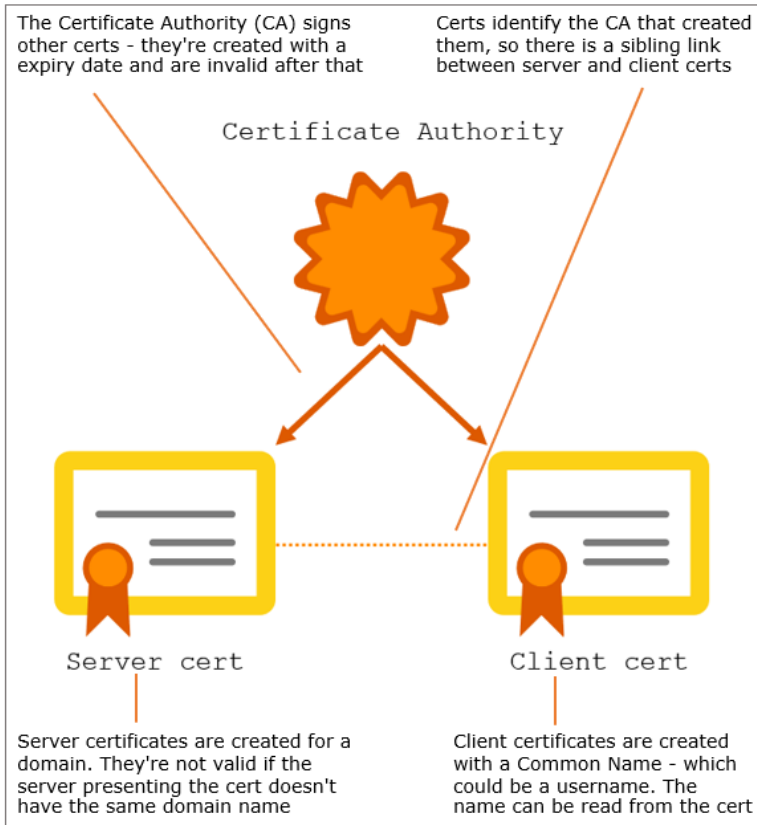 The Certificate Authority (CA) signs
other certs - they're created with a
expiry date and are invalid after that
Certs identify the CA that created
them, so there is a sibling link
between server and client certs
Certificate Authority
Server cert
Client cert
Server certificates are created for a
domain. They're not valid if the
server presenting the cert doesn't
have the same domain name
Client certificates are created
with a Common Name - which
could be a username. The
name can be read from the cert